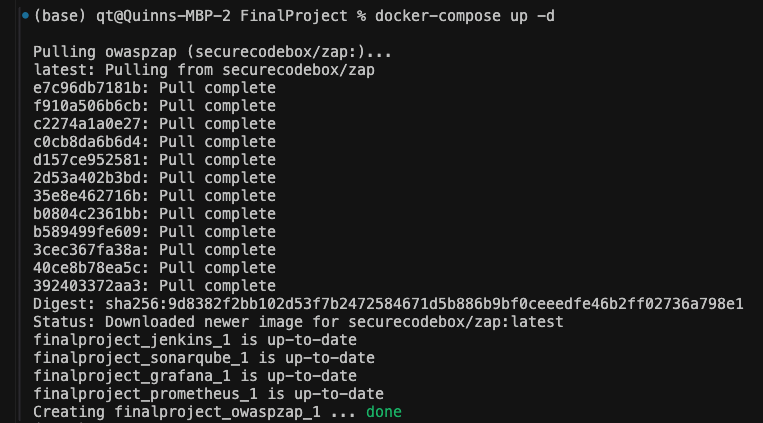 (base) qt@Quinns-MBP-2 FinalProject % docker-compose up -d
Pulling owaspzap (securecodebox/zap:)...
latest: Pulling from securecodebox/zap
e7c96db7181b: Pull complete
f910a506b6cb: Pull complete
c2274a1a0e27: Pull complete
c0cb8da6b6d4: Pull complete
d157ce952581: Pull complete
2d53a402b3bd: Pull complete
35e8e462716b: Pull complete
b0804c2361bb: Pull complete
b589499fe609: Pull complete
3cec367fa38a: Pull complete
40ce8b78ea5c: Pull complete
392403372aa3: Pull complete
Digest: sha256:9d8382f2bb102d53f7b2472584671d5b886b9bf0ceeedfe46b2ff02736a798e1
Status: Downloaded newer image for securecodebox/zap:latest
finalproject_jenkins_1 is up-to-date
finalproject_sonarqube_1 is up-to-date
finalproject_grafana_1 is up-to-date
finalproject_prometheus_1 is up-to-date
Creating finalproject_owaspzap_1 ... done